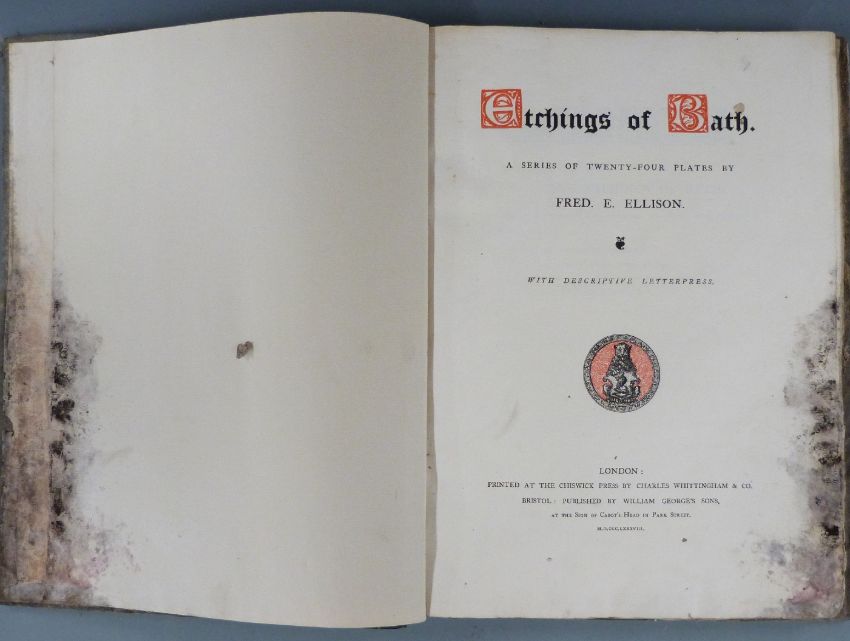 Etchings of Bath.
A SERIES OF TWENTY-FOUR PLATES BY
FRED. E. ELLISON.
WITH DESCRIPTIVE LETTERPRESS.
LONDON:
PRINTED AT THE CHISWICK PRESS BY CHARLES WHITTINGHAM & CO.
BRISTOL: PUBLISHED BY WILLIAM GEORGE'S SONS,
AT THE SIGN OF CABOT'S HEAD IN PARK STREET.
M.D.CCC.LXXXVIII.